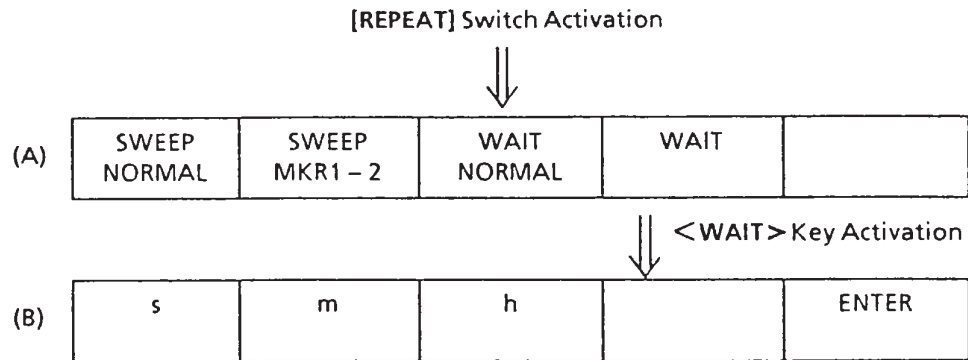 [REPEAT] Switch Activation
(A)
SWEEP NORMAL
SWEEP MKR1 – 2
WAIT NORMAL
WAIT
<WAIT> Key Activation
(B)
s
m
h
ENTER